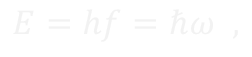 E = hf = ħω ,